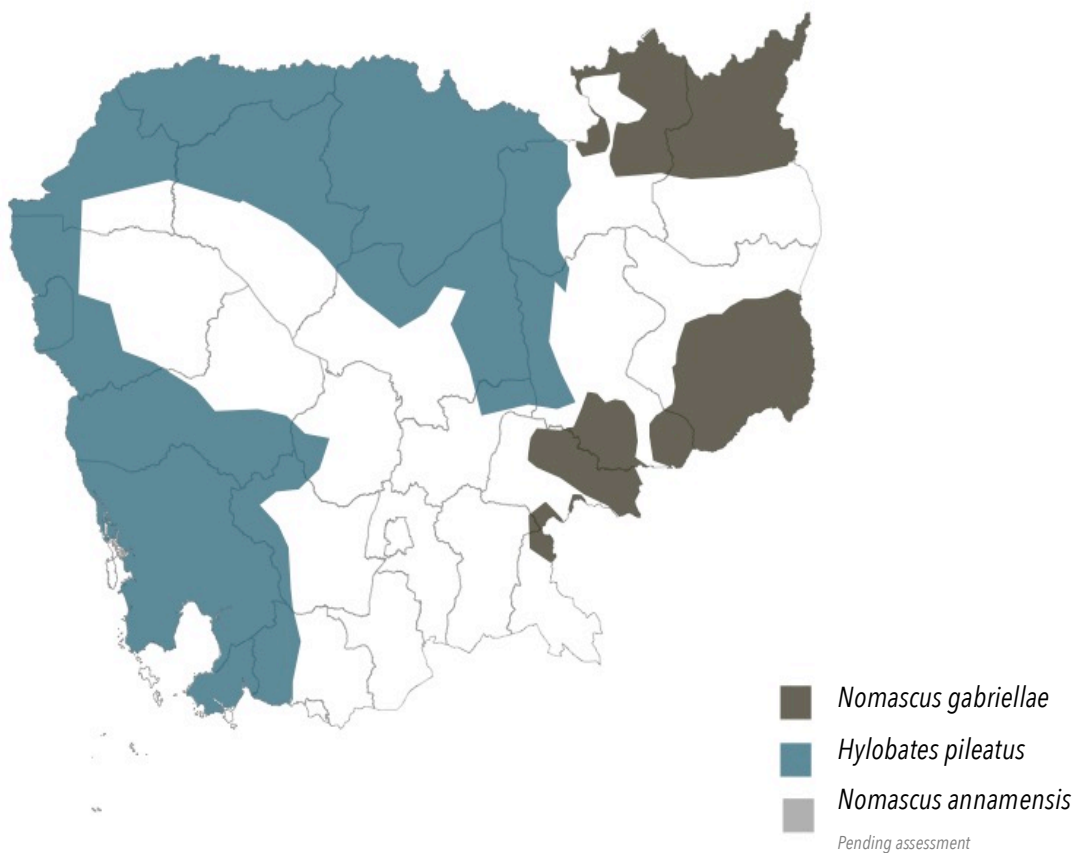 Nomascus gabriellae
Hylobates pileatus
Nomascus annamensis
Pending assessment